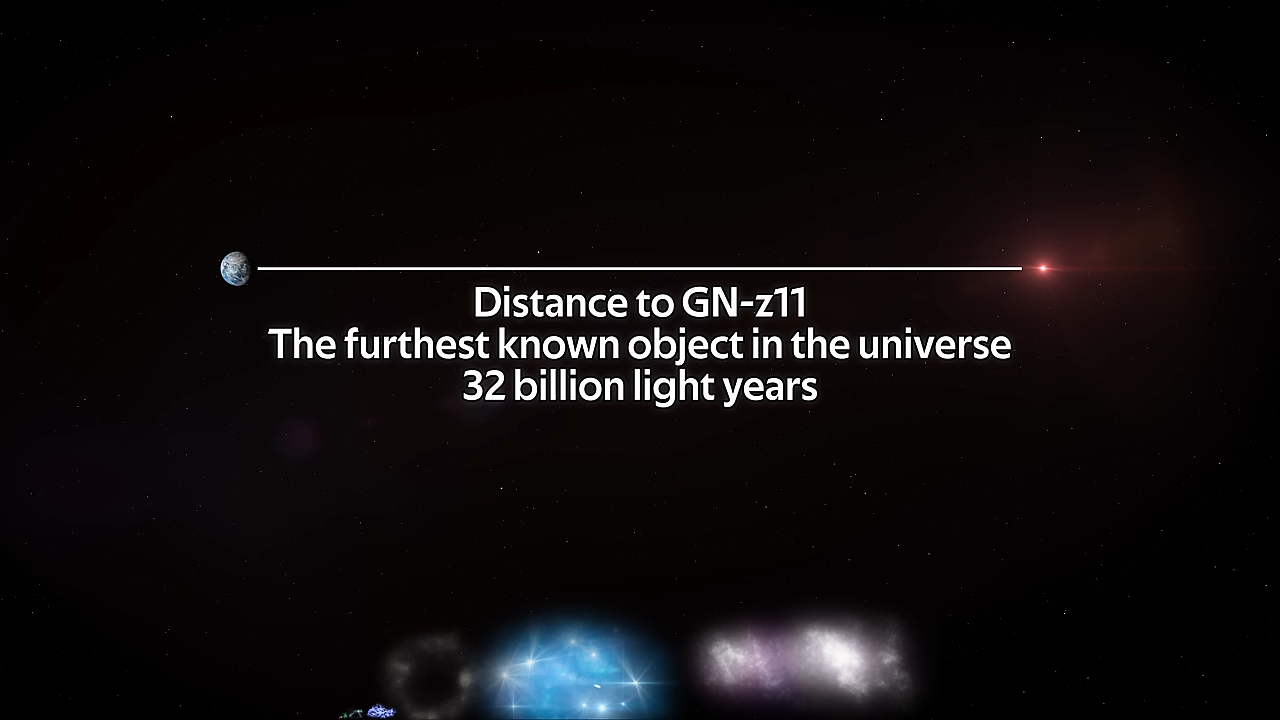 Distance to GN-z11
The furthest known object in the universe
32 billion light years